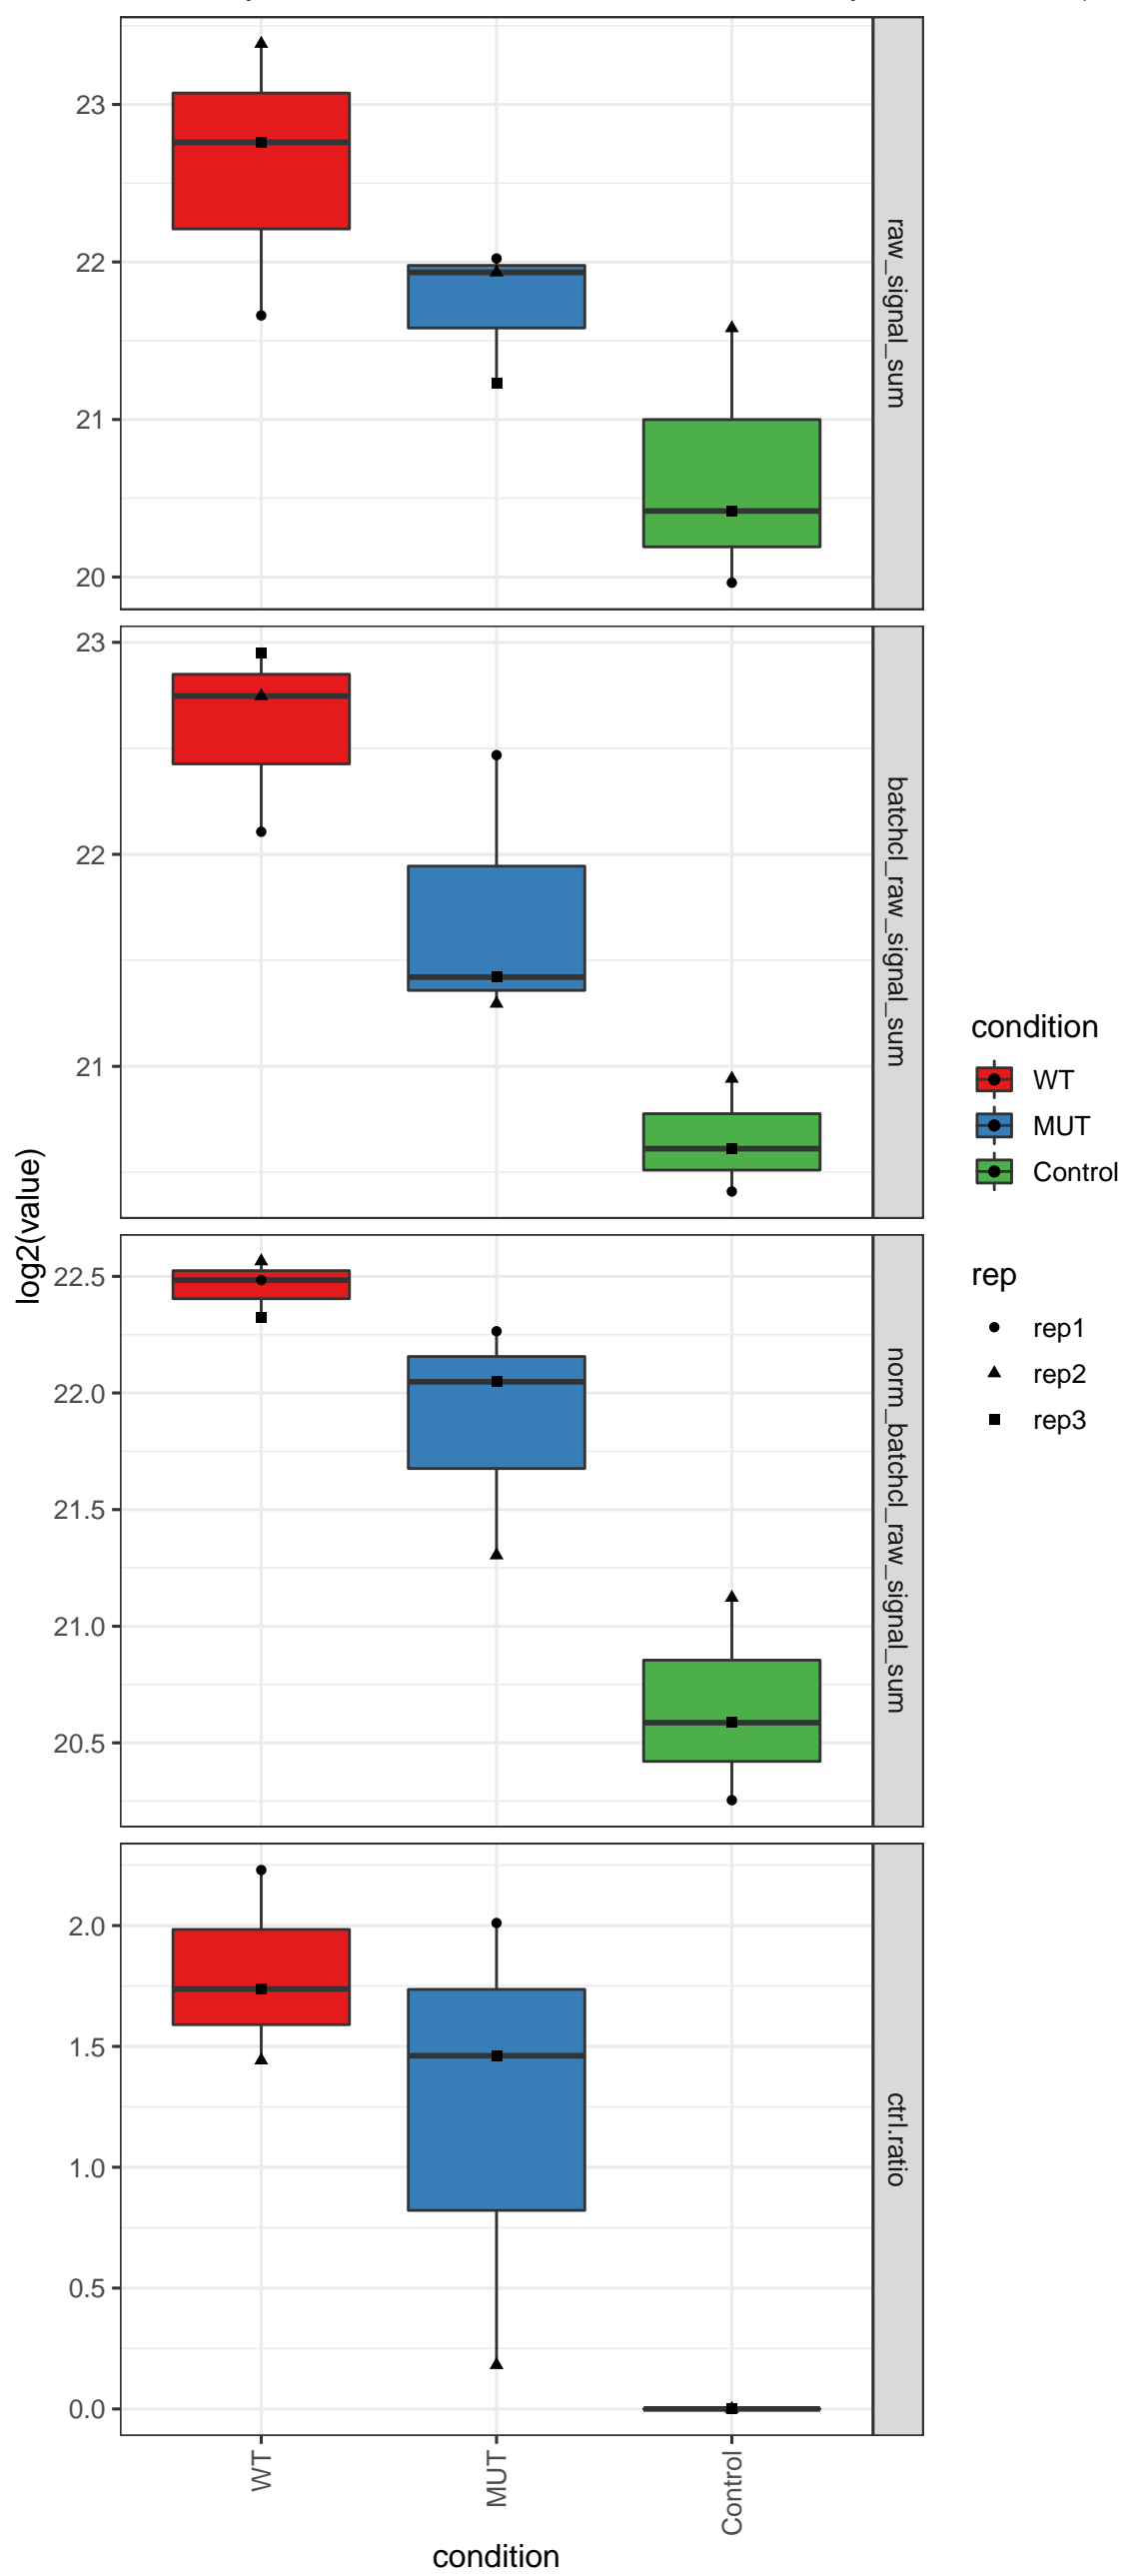 23
22
21
20
raw_signal_sum
23
22
21
batchcl_raw_signal_sum
22.5
22.0
21.5
21.0
20.5
norm_batchcl_raw_signal_sum
2.0
1.5
1.0
0.5
0.0
ctrl.ratio
log2(value)
WT
MUT
Control
condition
condition
WT
MUT
Control
rep
rep1
rep2
rep3